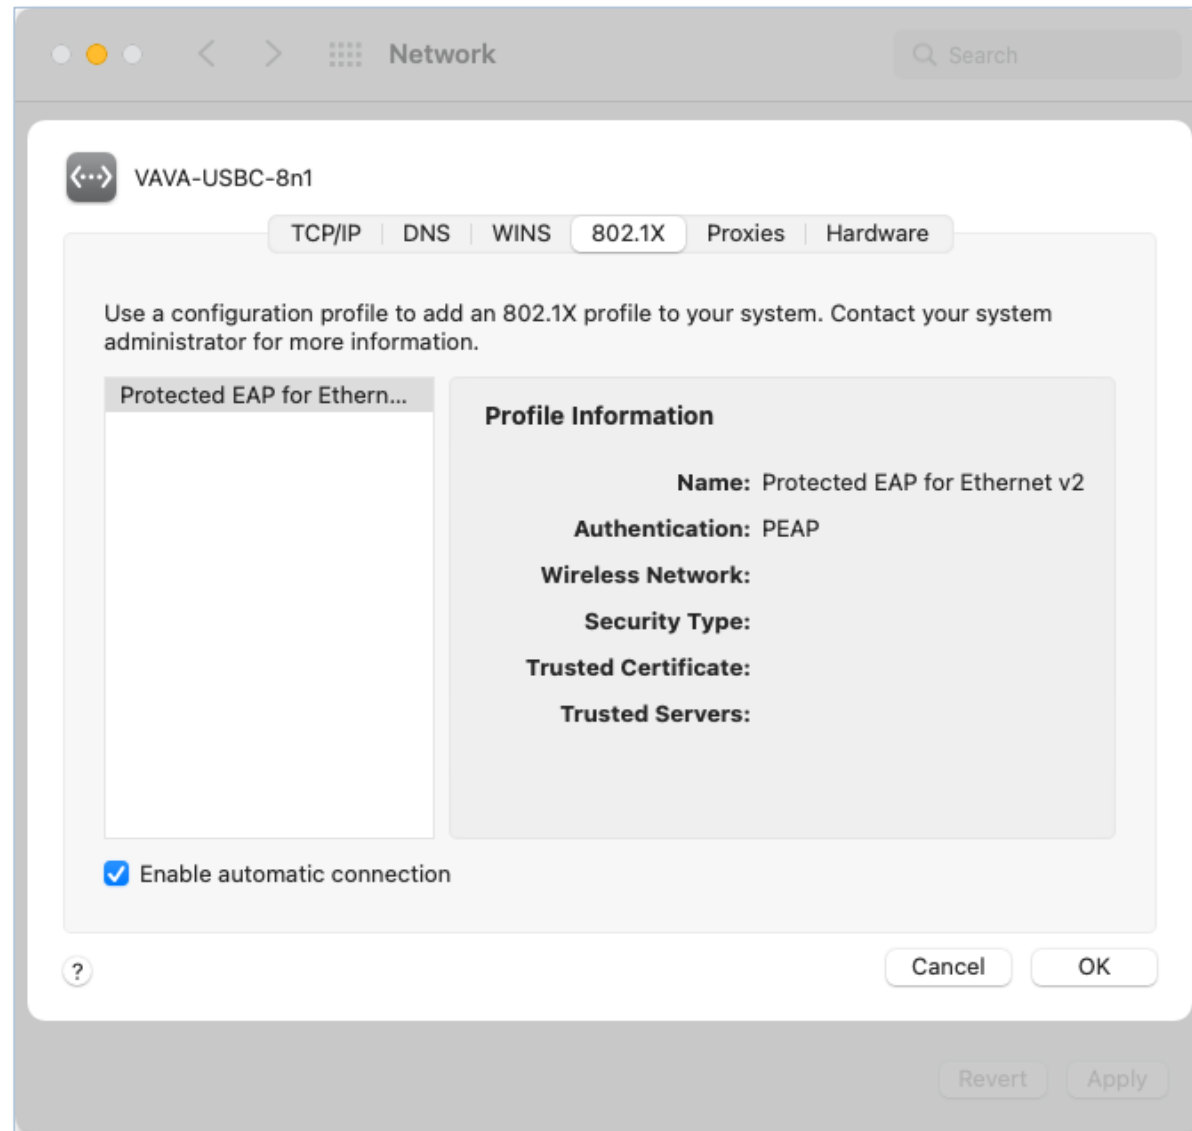 Network
Search
VAVA-USBC-8n1
TCP/IP DNS WINS 802.1X Proxies Hardware
Use a configuration profile to add an 802.1X profile to your system. Contact your system
administrator for more information.
Protected EAP for Ethern...
Profile Information
Name: Protected EAP for Ethernet v2
Authentication: PEAP
Wireless Network:
Security Type:
Trusted Certificate:
Trusted Servers:
Enable automatic connection
? Cancel OK
Revert Apply